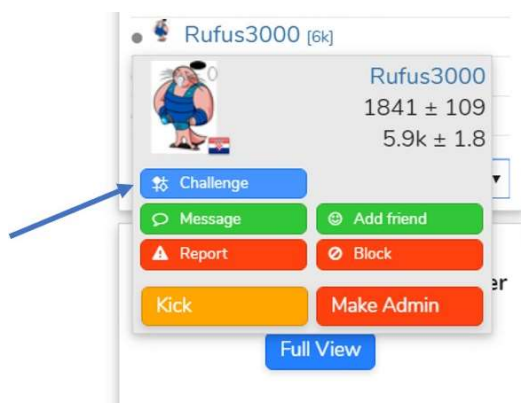 Rufus3000 [6k]
Rufus3000
1841 ± 109
5.9k ± 1.8
Challenge
Message
Add friend
Report
Block
er
Kick
Make Admin
Full View